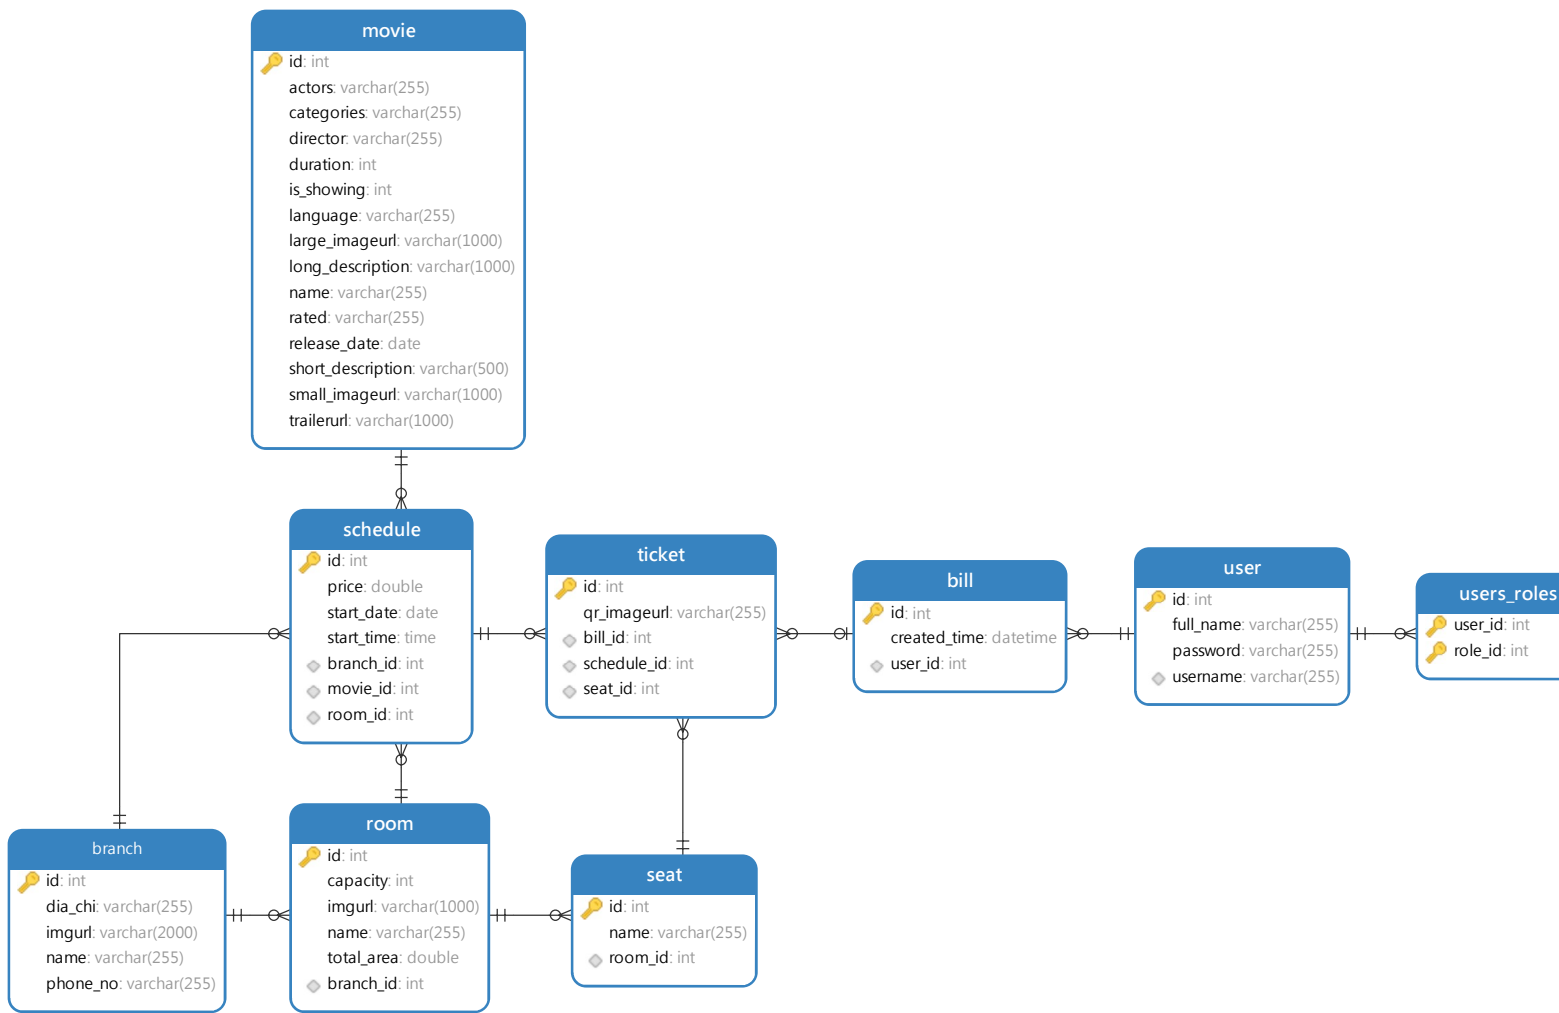 movie
id: int
actors: varchar(255)
categories: varchar(255)
director: varchar(255)
duration: int
is_showing: int
language: varchar(255)
large_imageurl: varchar(1000)
long_description: varchar(1000)
name: varchar(255)
rated: varchar(255)
release_date: date
short_description: varchar(500)
small_imageurl: varchar(1000)
trailerurl: varchar(1000)
schedule
id: int
price: double
start_date: date
start_time: time
branch_id: int
movie_id: int
room_id: int
ticket
id: int
qr_imageurl: varchar(255)
bill_id: int
schedule_id: int
seat_id: int
bill
id: int
created_time: datetime
user_id: int
user
id: int
full_name: varchar(255)
password: varchar(255)
username: varchar(255)
users_roles
user_id: int
role_id: int
branch
id: int
dia_chi: varchar(255)
imgurl: varchar(2000)
name: varchar(255)
phone_no: varchar(255)
room
id: int
capacity: int
imgurl: varchar(1000)
name: varchar(255)
total_area: double
branch_id: int
seat
id: int
name: varchar(255)
room_id: int